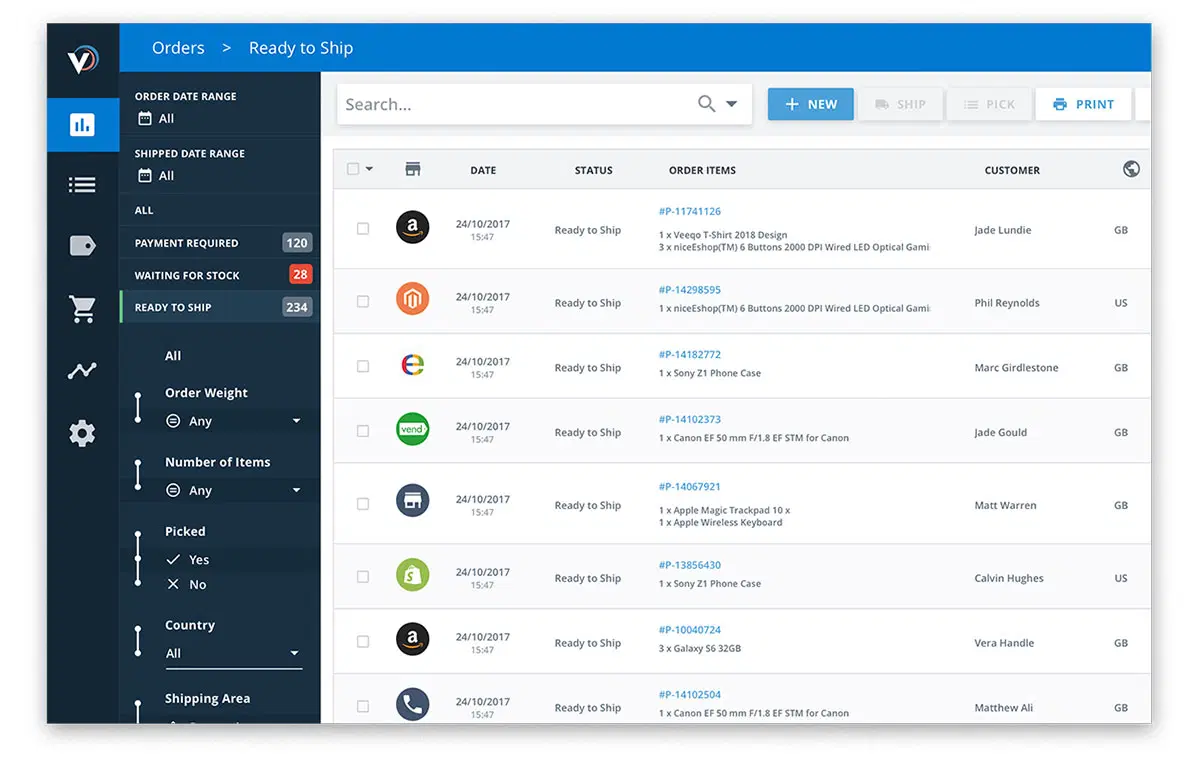 Orders > Ready to Ship
ORDER DATE RANGE
All
SHIPPED DATE RANGE
All
ALL
PAYMENT REQUIRED 120
WAITING FOR STOCK 28
READY TO SHIP 234
All
Order Weight
Any
Number of Items
Any
Picked
Yes
No
Country
All
Shipping Area
Search...
+ NEW
SHIP
PICK
PRINT
DATE STATUS ORDER ITEMS CUSTOMER
a
24/10/2017
15:47
Ready to Ship
#P-11741126
1 x Veeqo T-Shirt 2018 Design
3 x niceEshop(TM) 6 Buttons 2000 DPI Wired LED Optical Gami
Jade Lundie
GB
24/10/2017
15:47
Ready to Ship
#P-14298595
1 x niceEshop(TM) 6 Buttons 2000 DPI Wired LED Optical Gami
Phil Reynolds
US
e
24/10/2017
15:47
Ready to Ship
#P-14182772
1 x Sony Z1 Phone Case
Marc Girdlestone
GB
vend
24/10/2017
15:47
Ready to Ship
#P-14102373
1 x Canon EF 50 mm F/1.8 EF STM for Canon
Jade Gould
GB
24/10/2017
15:47
Ready to Ship
#P-14067921
1 x Apple Magic Trackpad 10 x
1 x Apple Wireless Keyboard
Matt Warren
GB
24/10/2017
15:47
Ready to Ship
#P-13856430
1 x Sony Z1 Phone Case
Calvin Hughes
US
a
24/10/2017
15:47
Ready to Ship
#P-10040724
3 x Galaxy S6 32GB
Vera Handle
GB
24/10/2017
15:47
Ready to Ship
#P-14102504
1 x Canon EF 50 mm F/1.8 EF STM for Canon
Matthew Ali
GB